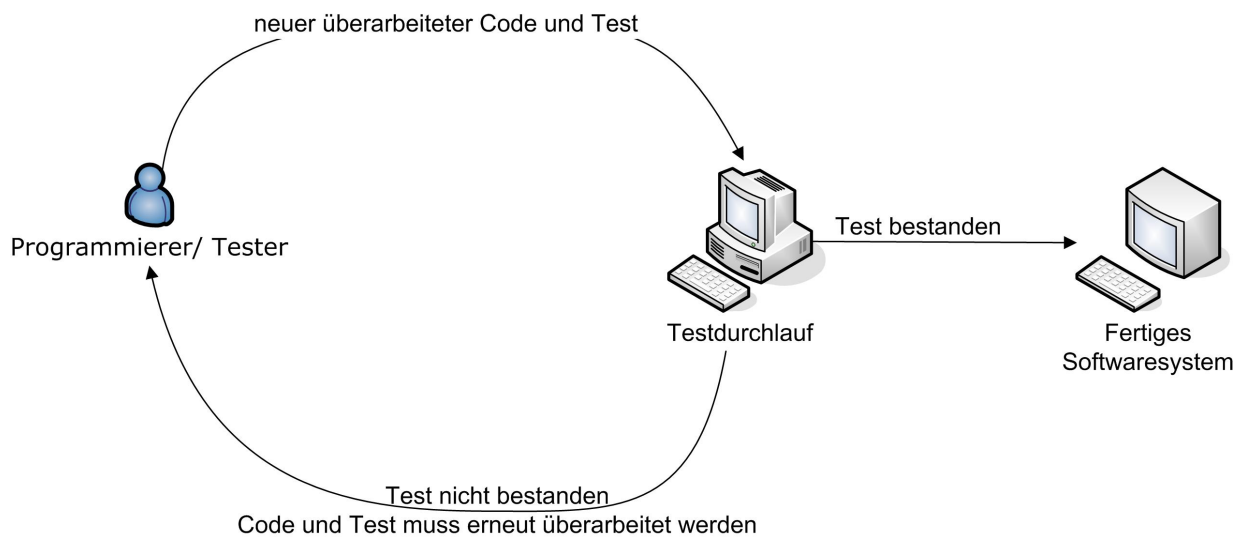 neuer überarbeiteter Code und Test
Programmierer/ Tester
Test bestanden
Testdurchlauf
Fertiges
Softwaresystem
Test nicht bestanden
Code und Test muss erneut überarbeitet werden